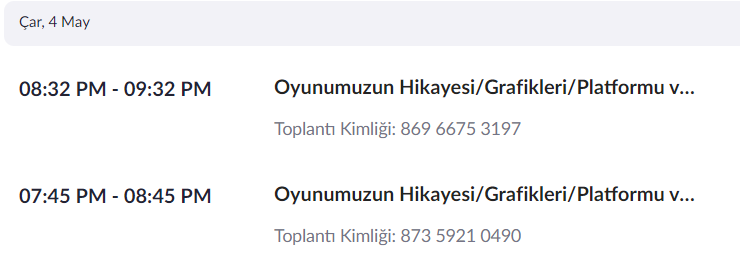 Çar, 4 May
08:32 PM - 09:32 PM
Oyunumuzun Hikayesi/Grafikleri/Platformu v...
Toplantı Kimliği: 869 6675 3197
07:45 PM - 08:45 PM
Oyunumuzun Hikayesi/Grafikleri/Platformu v...
Toplantı Kimliği: 873 5921 0490